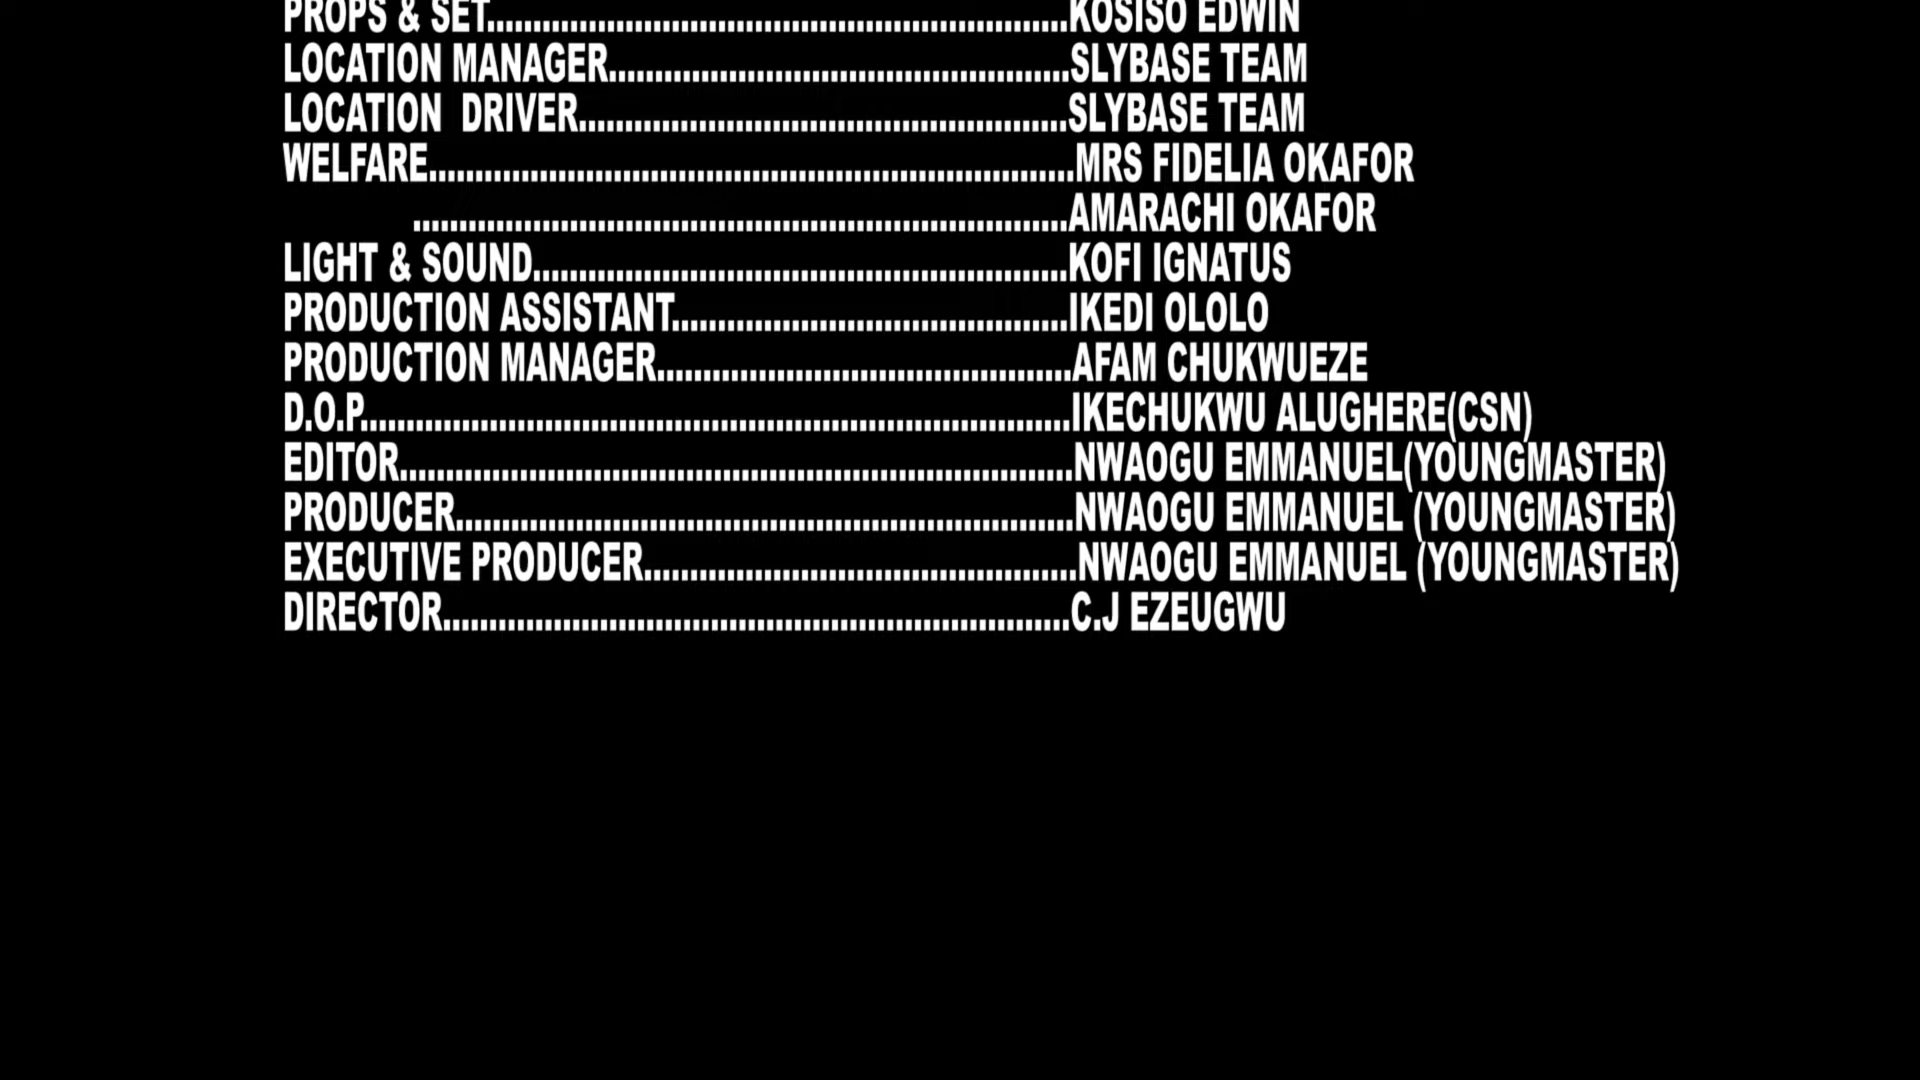 PROPS & SET...............................................................KOSISO EDWIN
LOCATION MANAGER..................................................SLYBASE TEAM
LOCATION  DRIVER.....................................................SLYBASE TEAM
WELFARE......................................................................MRS FIDELIA OKAFOR
.......................................................................AMARACHI OKAFOR
LIGHT & SOUND..........................................................KOFI IGNATUS
PRODUCTION ASSISTANT...........................................IKEDI OLOLO
PRODUCTION MANAGER.............................................AFAM CHUKWUEZE
D.O.P.............................................................................IKECHUKWU ALUGHERE(CSN)
EDITOR.........................................................................NWAOGU EMMANUEL(YOUNGMASTER)
PRODUCER...................................................................NWAOGU EMMANUEL (YOUNGMASTER)
EXECUTIVE PRODUCER...............................................NWAOGU EMMANUEL (YOUNGMASTER)
DIRECTOR....................................................................C.J EZEUGWU